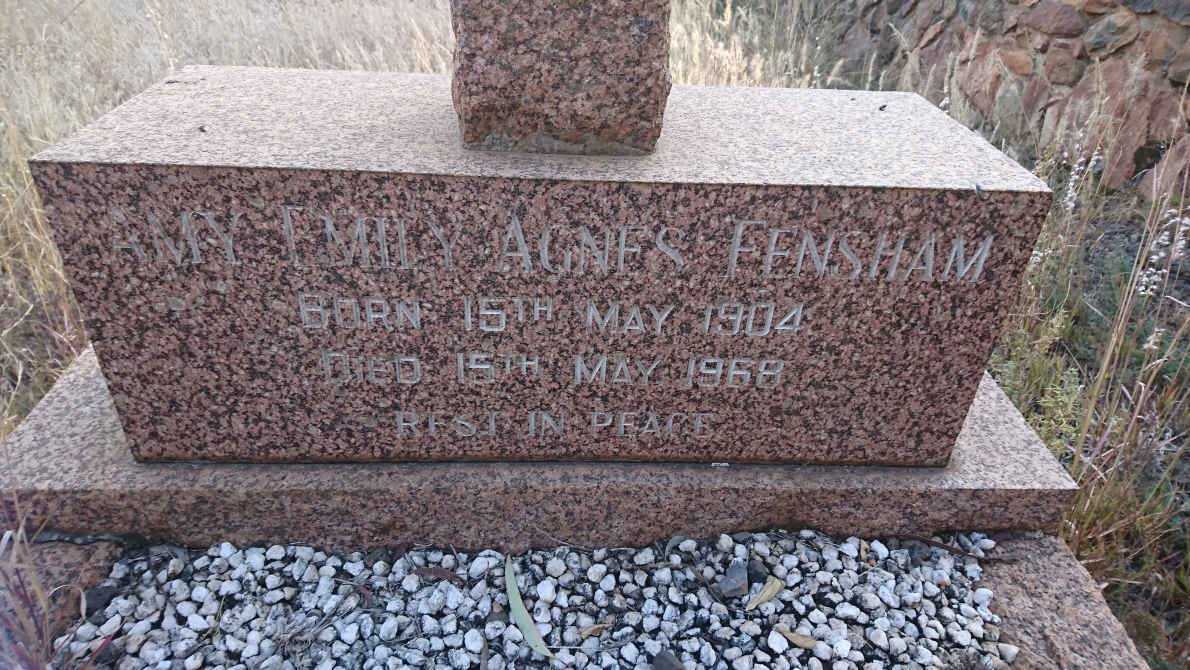 AMY EMILY AGNES FENSHAM
BORN 15TH MAY 1904
DIED 15TH MAY 1968
REST IN PEACE